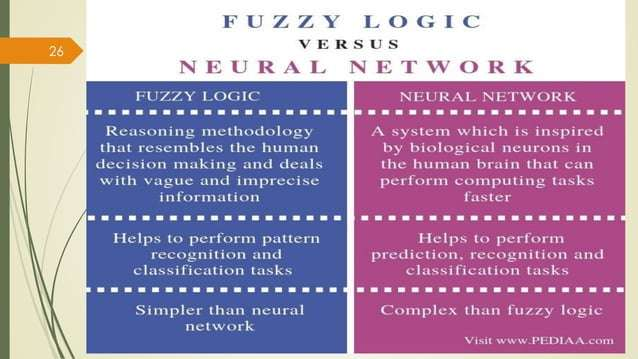 26
FUZZY LOGIC
VERSUS
NEURAL NETWORK
FUZZY LOGIC
Reasoning methodology
that resembles the human
decision making and deals
with vague and imprecise
information
Helps to perform pattern
recognition and
classification tasks
Simpler than neural
network
NEURAL NETWORK
A system which is inspired
by biological neurons in
the human brain that can
perform computing tasks
faster
Helps to perform
prediction, recognition and
classification tasks
Complex than fuzzy logic
Visit www.PEDIAA.com